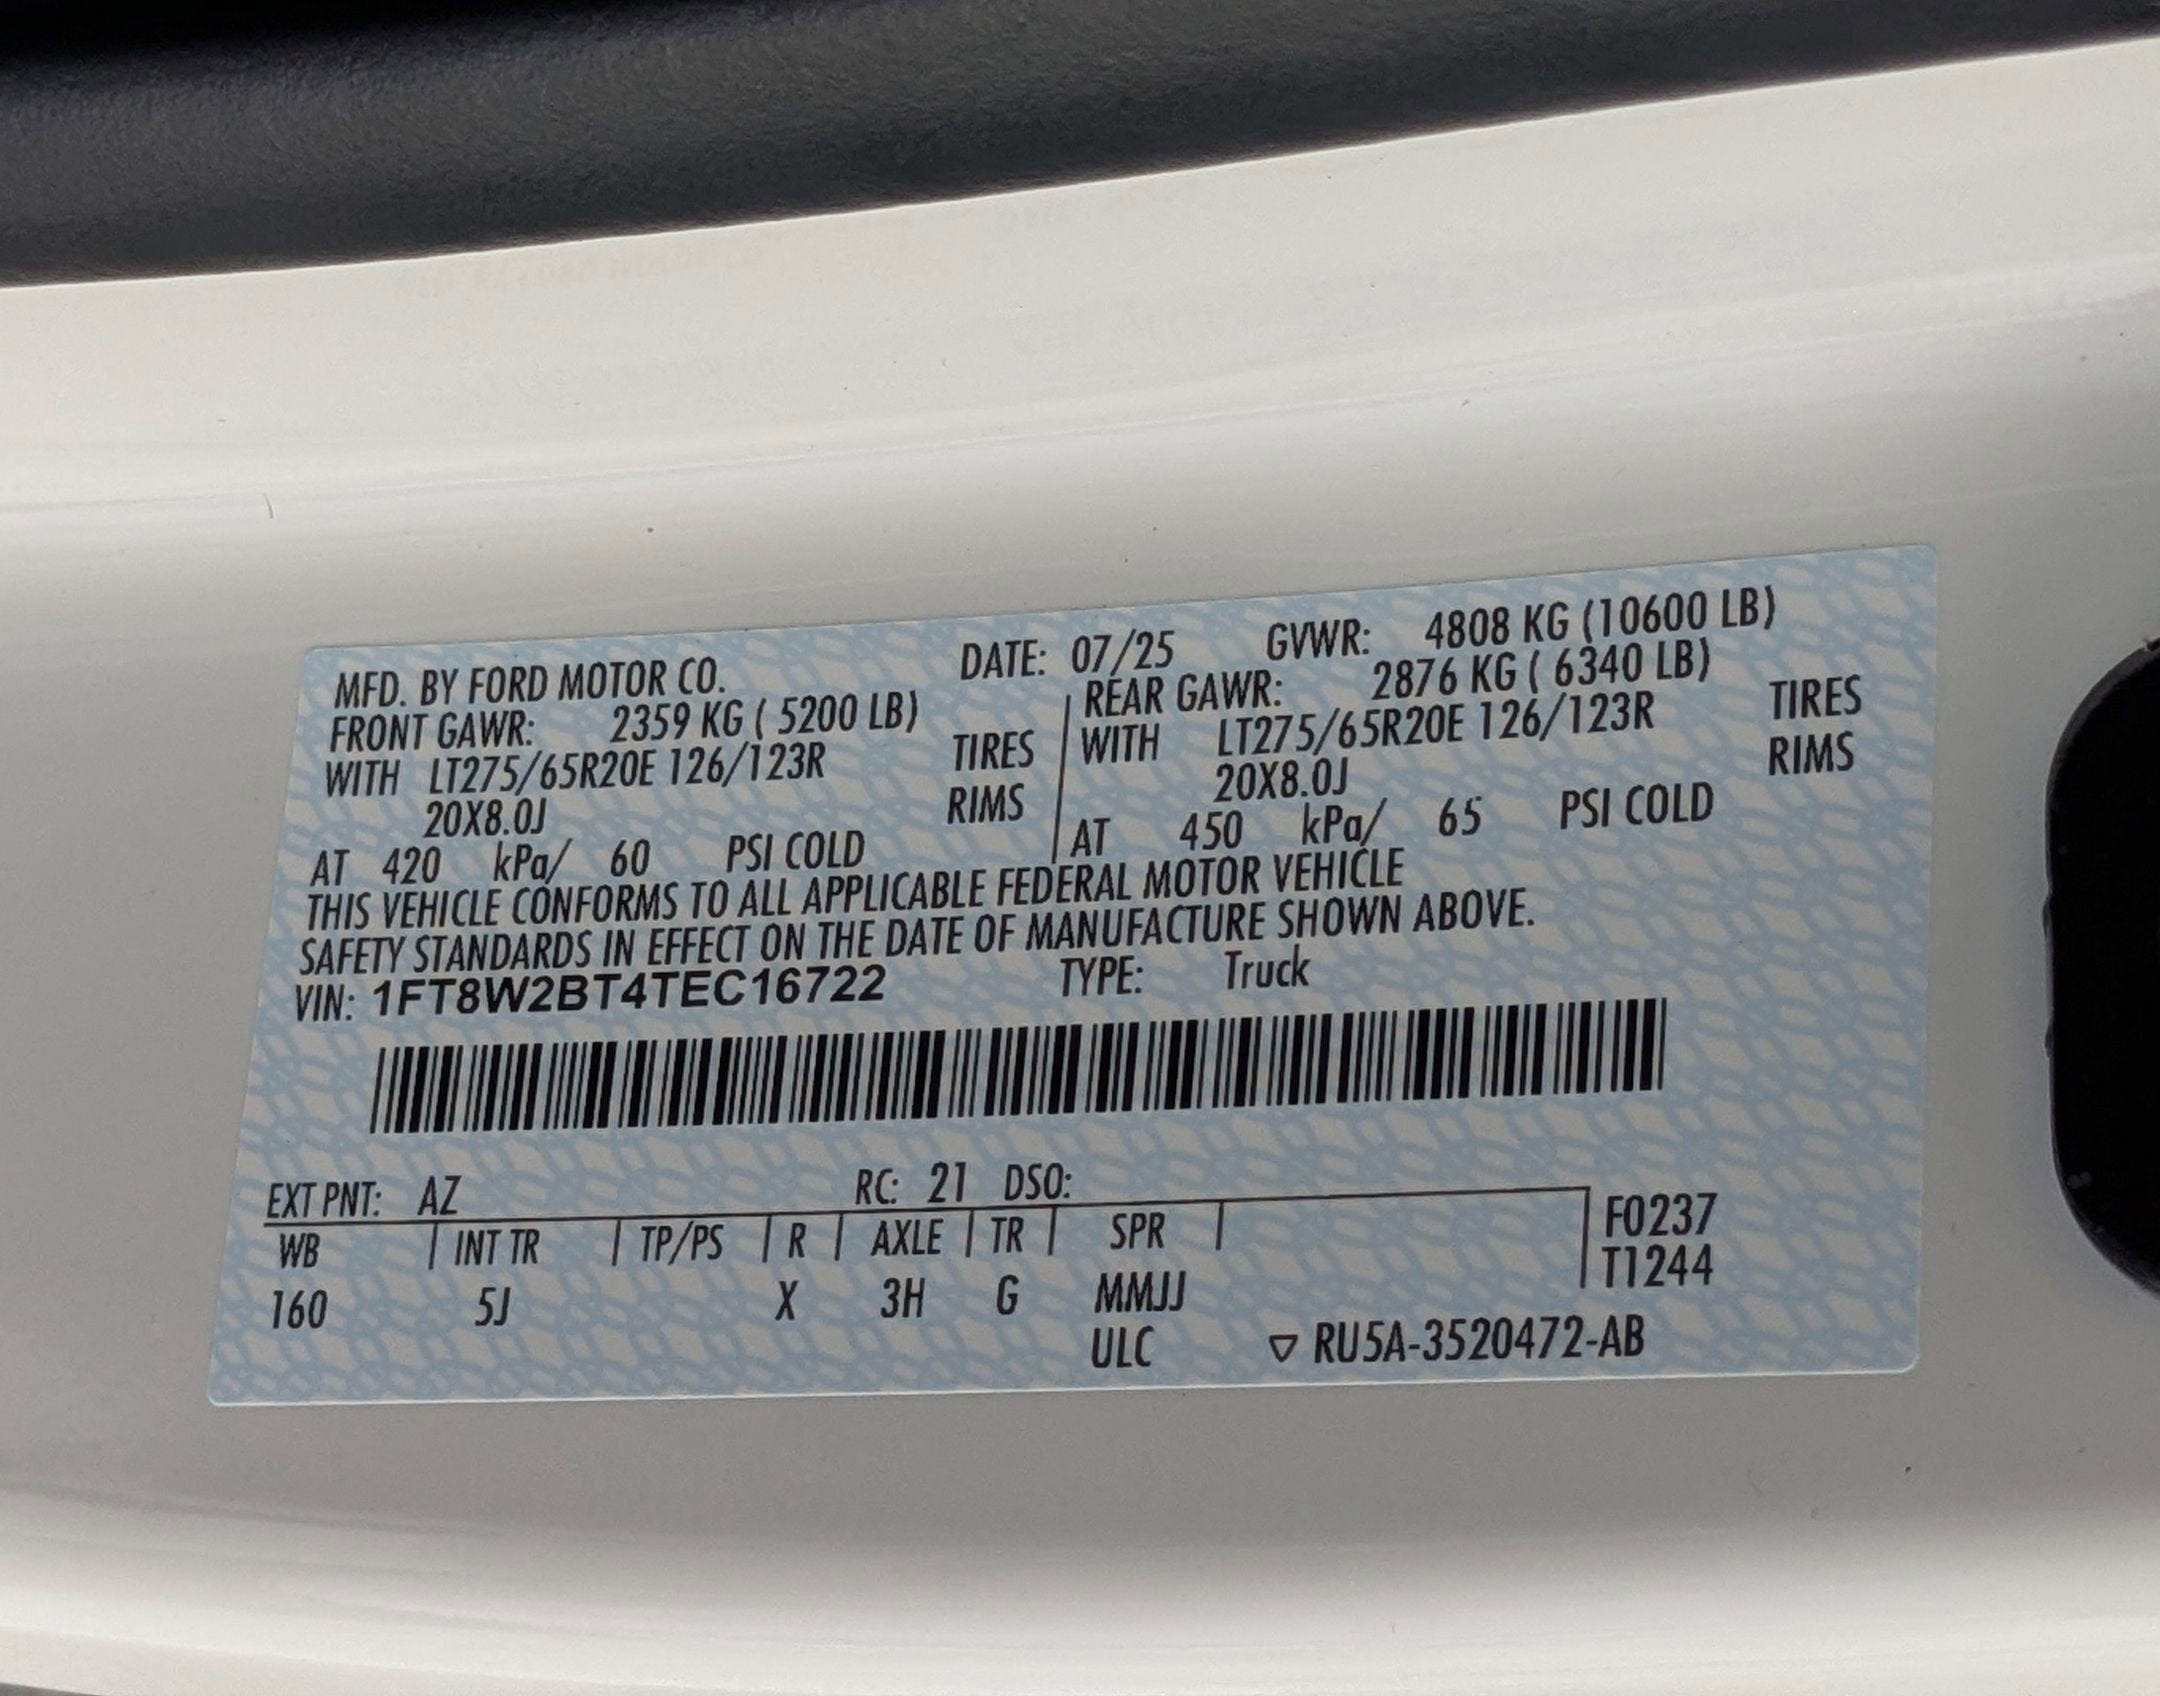 MFD. BY FORD MOTOR CO. DATE: 07/25 GVWR: 4808 KG (10600 LB)
FRONT GAWR: 2359 KG ( 5200 LB)
WITH LT275/65R20E 126/123R TIRES
20X8.0J RIMS
AT 420 kPa/ 60 PSI COLD
REAR GAWR: 2876 KG ( 6340 LB)
WITH LT275/65R20E 126/123R TIRES
20X8.0J RIMS
AT 450 kPa/ 65 PSI COLD
THIS VEHICLE CONFORMS TO ALL APPLICABLE FEDERAL MOTOR VEHICLE
SAFETY STANDARDS IN EFFECT ON THE DATE OF MANUFACTURE SHOWN ABOVE.
VIN: 1FT8W2BT4TEC16722 TYPE: Truck
EXT PNT: AZ RC: 21 DSO:
WB INT TR TP/PS R AXLE TR SPR F0237
T1244
160 5J X 3H G MMJJ
ULC RU5A-3520472-AB